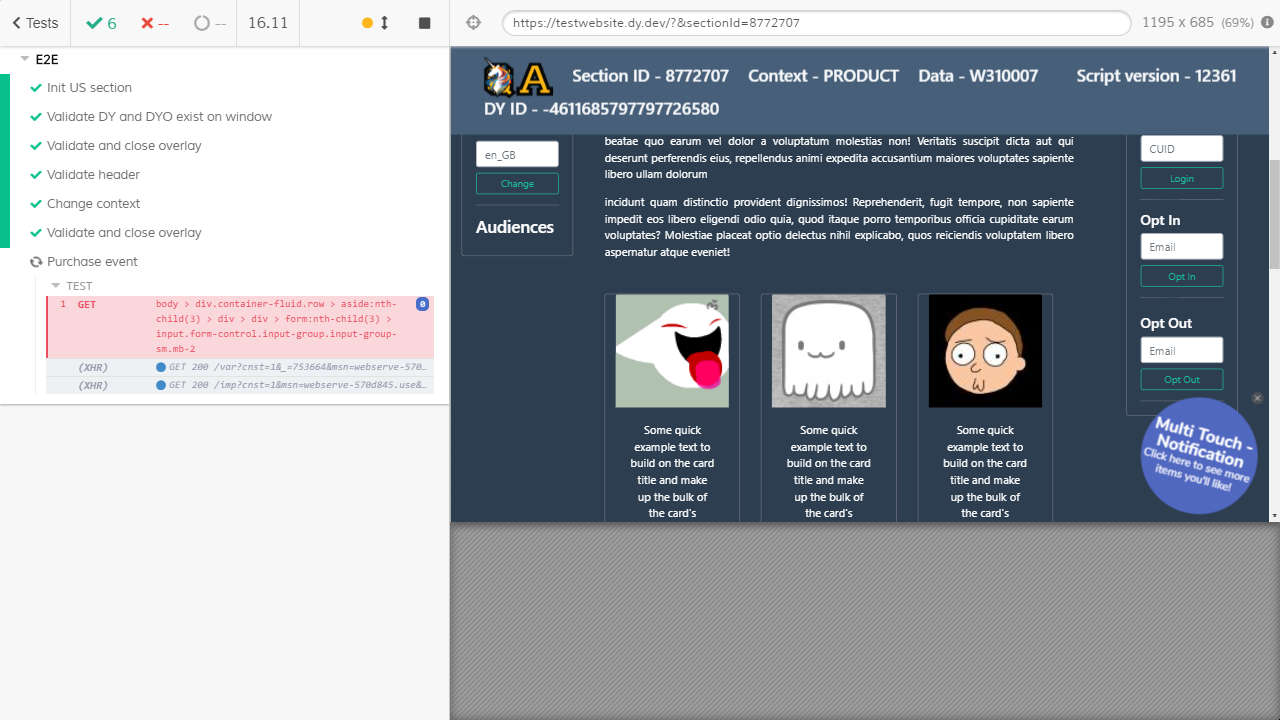 Tests
6
--
--
16.11
https://testwebsite.dy.dev/?&sectionId=8772707
1195 x 685 (69%)
E2E
Init US section
Validate DY and DYO exist on window
Validate and close overlay
Validate header
Change context
Validate and close overlay
Purchase event
TEST
1 GET body > div.container-fluid.row > aside:nth-
child(3) > div > div > form:nth-child(3) >
input.form-control.input-group.input-group-
sm.mb-2
0
(XHR) GET 200 /var?cnst=1&_=753664&msn=webserve-570…
(XHR) GET 200 /imp?cnst=1&msn=webserve-570d845.use&…
A Section ID - 8772707 Context - PRODUCT Data - W310007 Script version - 12361
DY ID - -4611685797797726580
en_GB
Change
Audiences
beatae quo earum vel dolor a voluptatum molestias non! Veritatis suscipit dicta aut qui
deserunt perferendis eius, repellendus animi expedita accusantium maiores voluptates sapiente
libero ullam dolorum
incidunt quam distinctio provident dignissimos! Reprehenderit, fugit tempore, non sapiente
impedit eos libero eligendi odio quia, quod itaque porro temporibus officia cupiditate earum
voluptates? Molestiae placeat optio delectus nihil explicabo, quos reiciendis voluptatem libero
aspernatur atque eveniet!
CUID
Login
Opt In
Email
Opt In
Opt Out
Email
Opt Out
Some quick
example text to
build on the card
title and make
up the bulk of
the card's
Some quick
example text to
build on the card
title and make
up the bulk of
the card's
Some quick
example text to
build on the card
title and make
up the bulk of
the card's
Multi Touch -
Notification
Click here to see more
items you'll like!